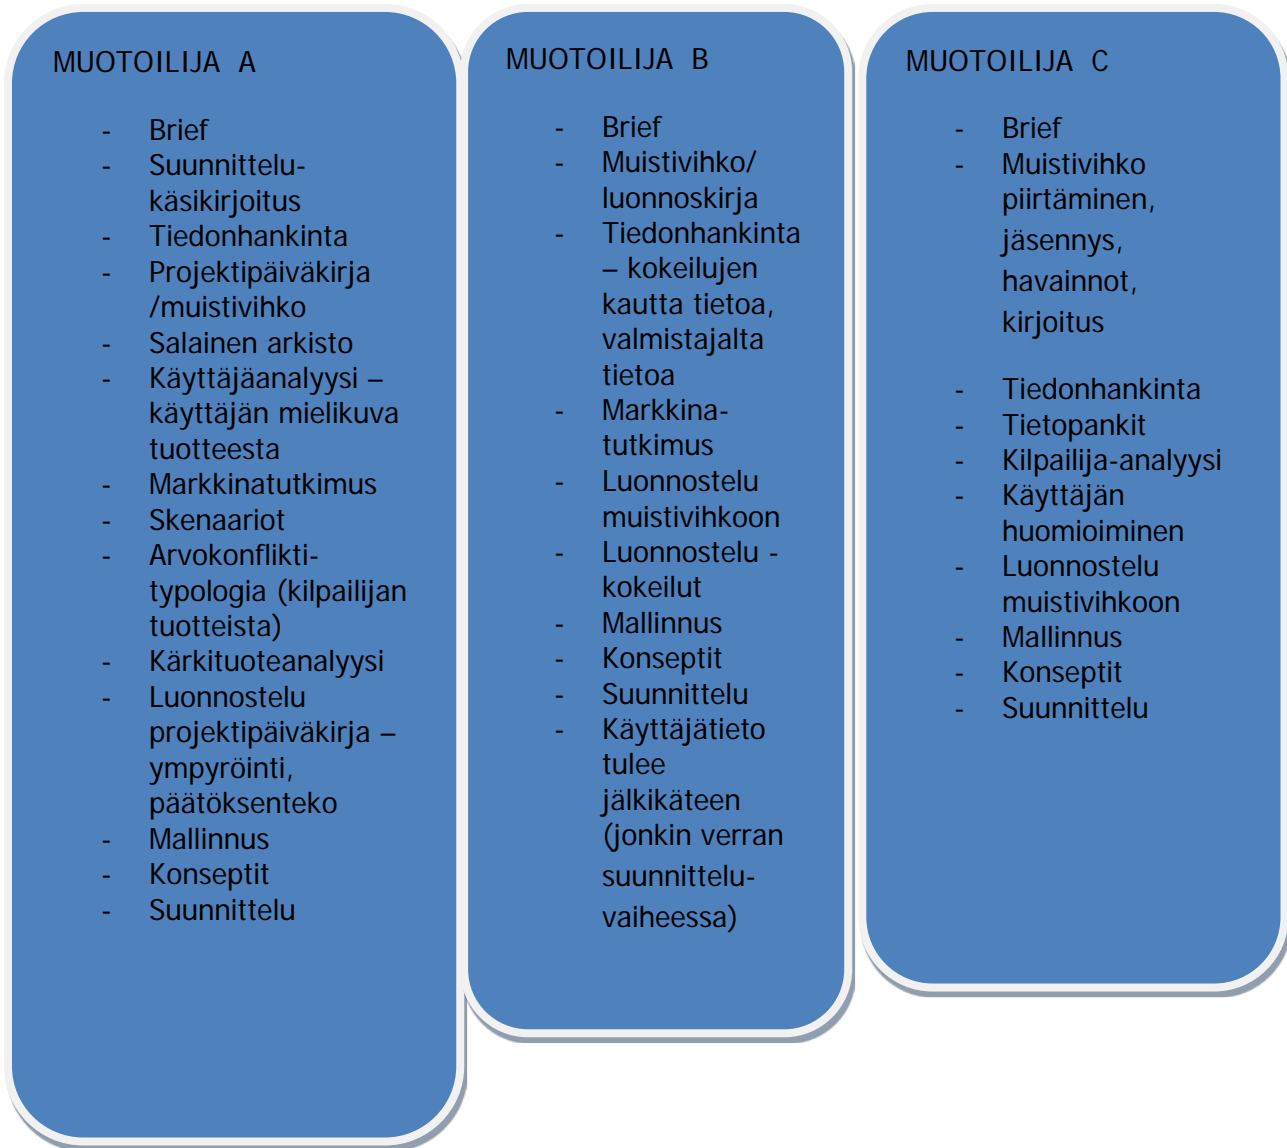 MUOTOILIJA A
- Brief
- Suunnittelu-
käsikirjoitus
- Tiedonhankinta
- Projektipäiväkirja
/muistivihko
- Salainen arkisto
- Käyttäjäanalyysi –
käyttäjän mielikuva
tuotteesta
- Markkinatutkimus
- Skenaariot
- Arvokonflikti-
typologia (kilpailijan
tuotteista)
- Kärkituoteanalyysi
- Luonnostelu
projektipäiväkirja –
ympyröinti,
päätöksenteko
- Mallinnus
- Konseptit
- Suunnittelu
MUOTOILIJA B
- Brief
- Muistivihko/
luonnoskirja
- Tiedonhankinta
– kokeilujen
kautta tietoa,
valmistajalta
tietoa
- Markkina-
tutkimus
- Luonnostelu
muistivihkoon
- Luonnostelu -
kokeilut
- Mallinnus
- Konseptit
- Suunnittelu
- Käyttäjätieto
tulee
jälkikäteen
(jonkin verran
suunnittelu-
vaiheessa)
MUOTOILIJA C
- Brief
- Muistivihko
piirtäminen,
jäsennys,
havainnot,
kirjoitus
- Tiedonhankinta
- Tietopankit
- Kilpailija-analyysi
- Käyttäjän
huomioiminen
- Luonnostelu
muistivihkoon
- Mallinnus
- Konseptit
- Suunnittelu